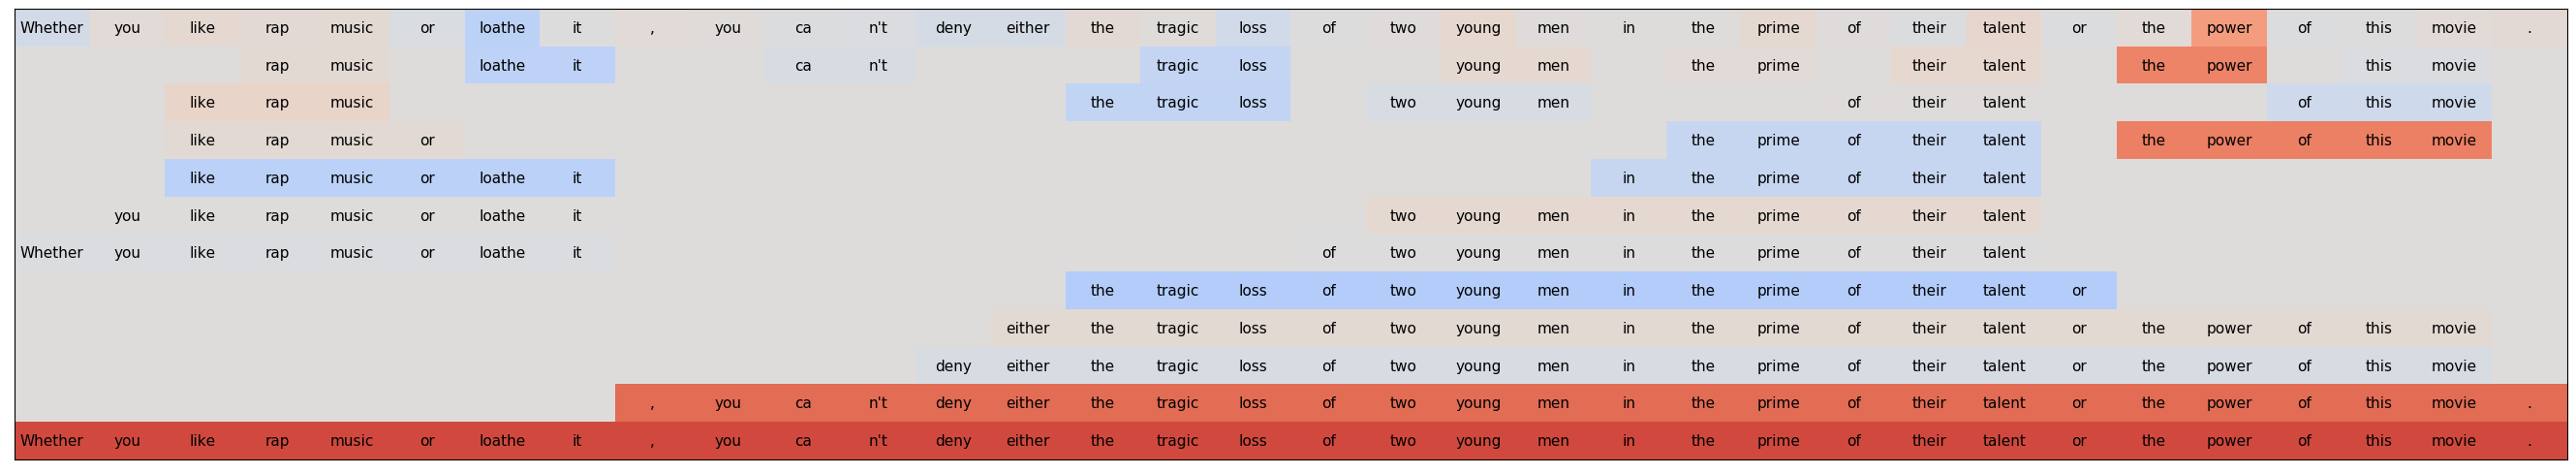 Whether you like rap music or loathe it , you ca n't deny either the tragic loss of two young men in the prime of their talent or the power of this movie .
rap music loathe it ca n't tragic loss young men the prime their talent the power this movie
like rap music the tragic loss two young men of their talent of this movie
like rap music or the prime of their talent the power of this movie
like rap music or loathe it in the prime of their talent
you like rap music or loathe it two young men in the prime of their talent
Whether you like rap music or loathe it of two young men in the prime of their talent
the tragic loss of two young men in the prime of their talent or
either the tragic loss of two young men in the prime of their talent or the power of this movie
deny either the tragic loss of two young men in the prime of their talent or the power of this movie
, you ca n't deny either the tragic loss of two young men in the prime of their talent or the power of this movie .
Whether you like rap music or loathe it , you ca n't deny either the tragic loss of two young men in the prime of their talent or the power of this movie .